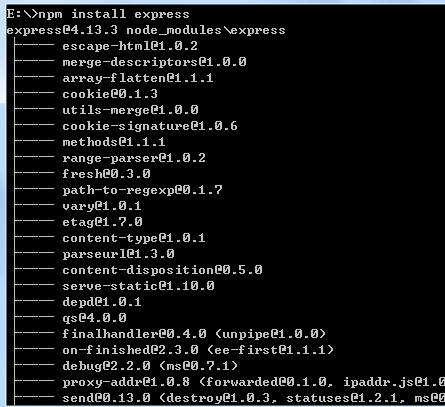 E:\>npm install express
express@4.13.3 node_modules\express
├── escape-html@1.0.2
├── merge-descriptors@1.0.0
├── array-flatten@1.1.1
├── cookie@0.1.3
├── utils-merge@1.0.0
├── cookie-signature@1.0.6
├── methods@1.1.1
├── range-parser@1.0.2
├── fresh@0.3.0
├── path-to-regexp@0.1.7
├── vary@1.0.1
├── etag@1.7.0
├── content-type@1.0.1
├── parseurl@1.3.0
├── content-disposition@0.5.0
├── serve-static@1.10.0
├── depd@1.0.1
├── qs@4.0.0
├── finalhandler@0.4.0 (unpipe@1.0.0)
├── on-finished@2.3.0 (ee-first@1.1.1)
├── debug@2.2.0 (ms@0.7.1)
├── proxy-addr@1.0.8 (forwarded@0.1.0, ipaddr.js@1.0
├── send@0.13.0 (destroy@1.0.3, statuses@1.2.1, ms@0